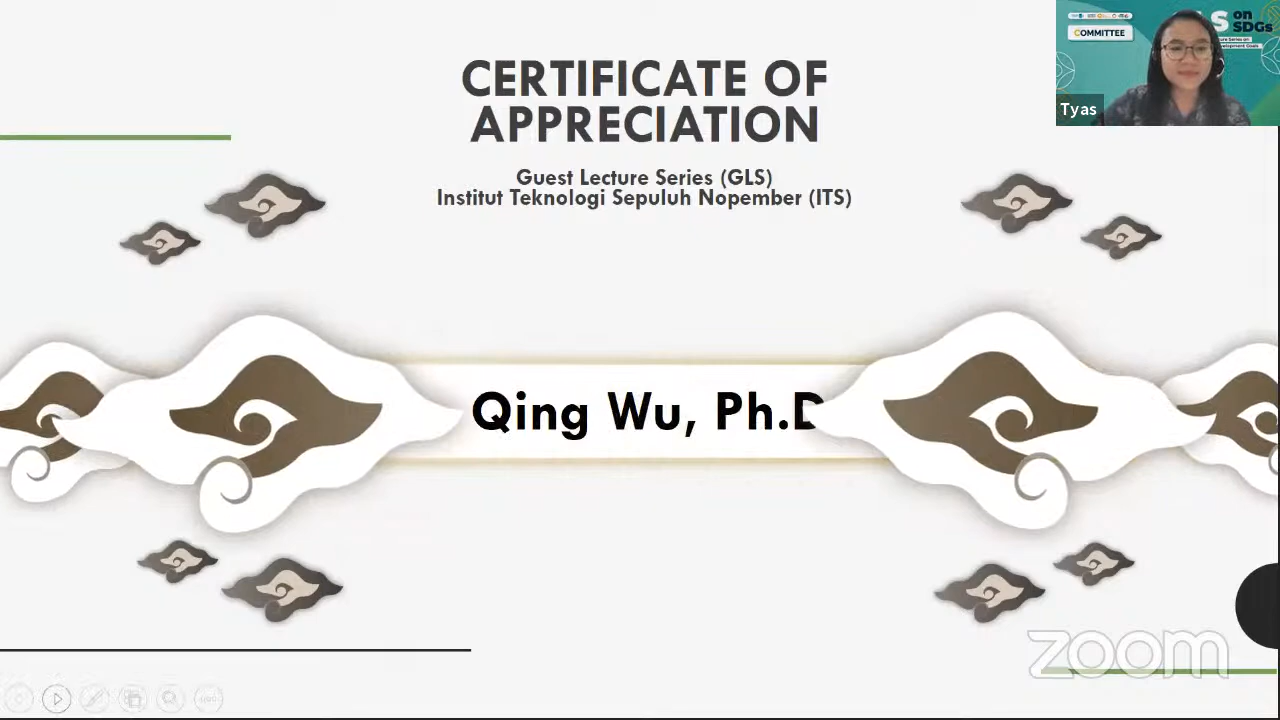 CERTIFICATE OF
APPRECIATION
Guest Lecture Series (GLS)
Institut Teknologi Sepuluh Nopember (ITS)
Qing Wu, Ph.D
COMMITTEE
on
SDGs
Tyas
zoom